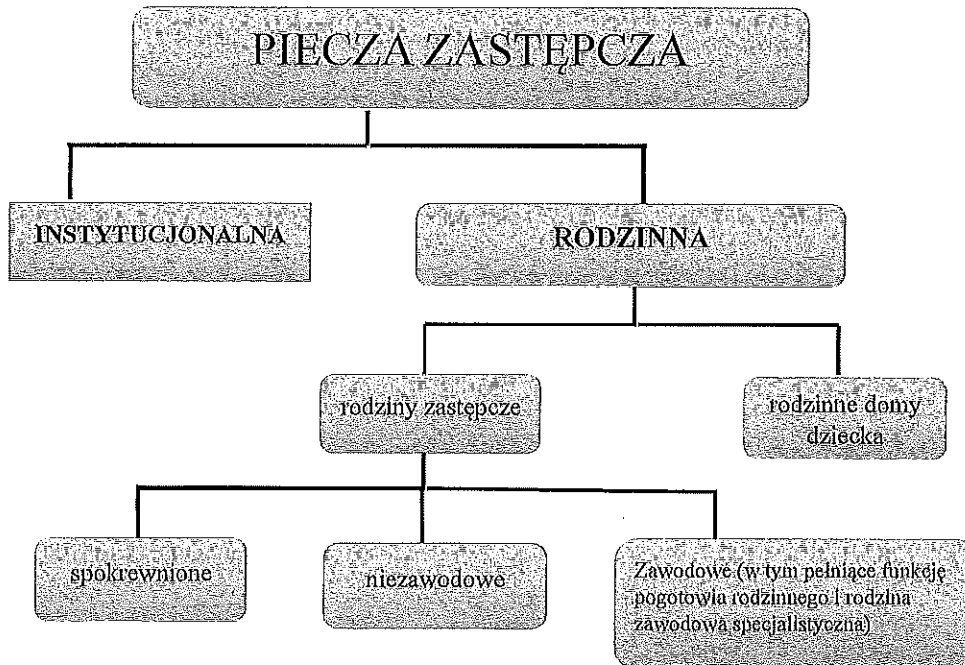 PIECZA ZASTĘPCZA
INSTYTUCJONALNA
RODZINNA
rodziny zastępcze
rodzinne domy
dziecka
spokrewnione
niezawodowe
Zawodowe (w tym pełniące funkcję
pogotowia rodzinnego i rodzina
zawodowa specjalistyczna)